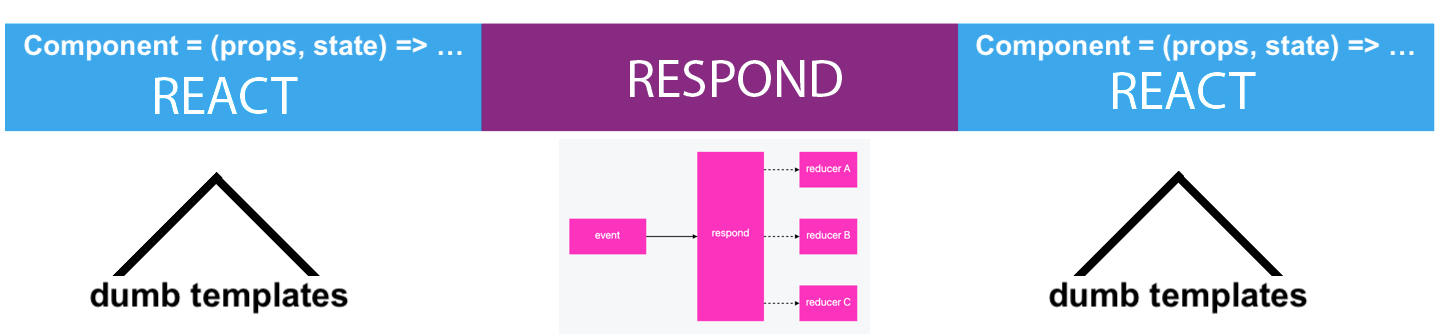 Component = (props, state) => …
REACT
RESPOND
Component = (props, state) => …
REACT
dumb templates
event
respond
reducer A
reducer B
reducer C
dumb templates